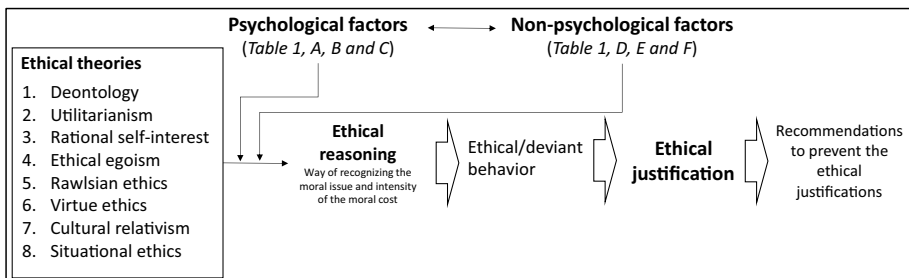 Psychological factors
(Table 1, A, B and C)
Non-psychological factors
(Table 1, D, E and F)
Ethical theories
1. Deontology
2. Utilitarianism
3. Rational self-interest
4. Ethical egoism
5. Rawlsian ethics
6. Virtue ethics
7. Cultural relativism
8. Situational ethics
Ethical
reasoning
Way of recognizing the
moral issue and intensity
of the moral cost
Ethical/deviant
behavior
Ethical
justification
Recommendations
to prevent the
ethical
justifications